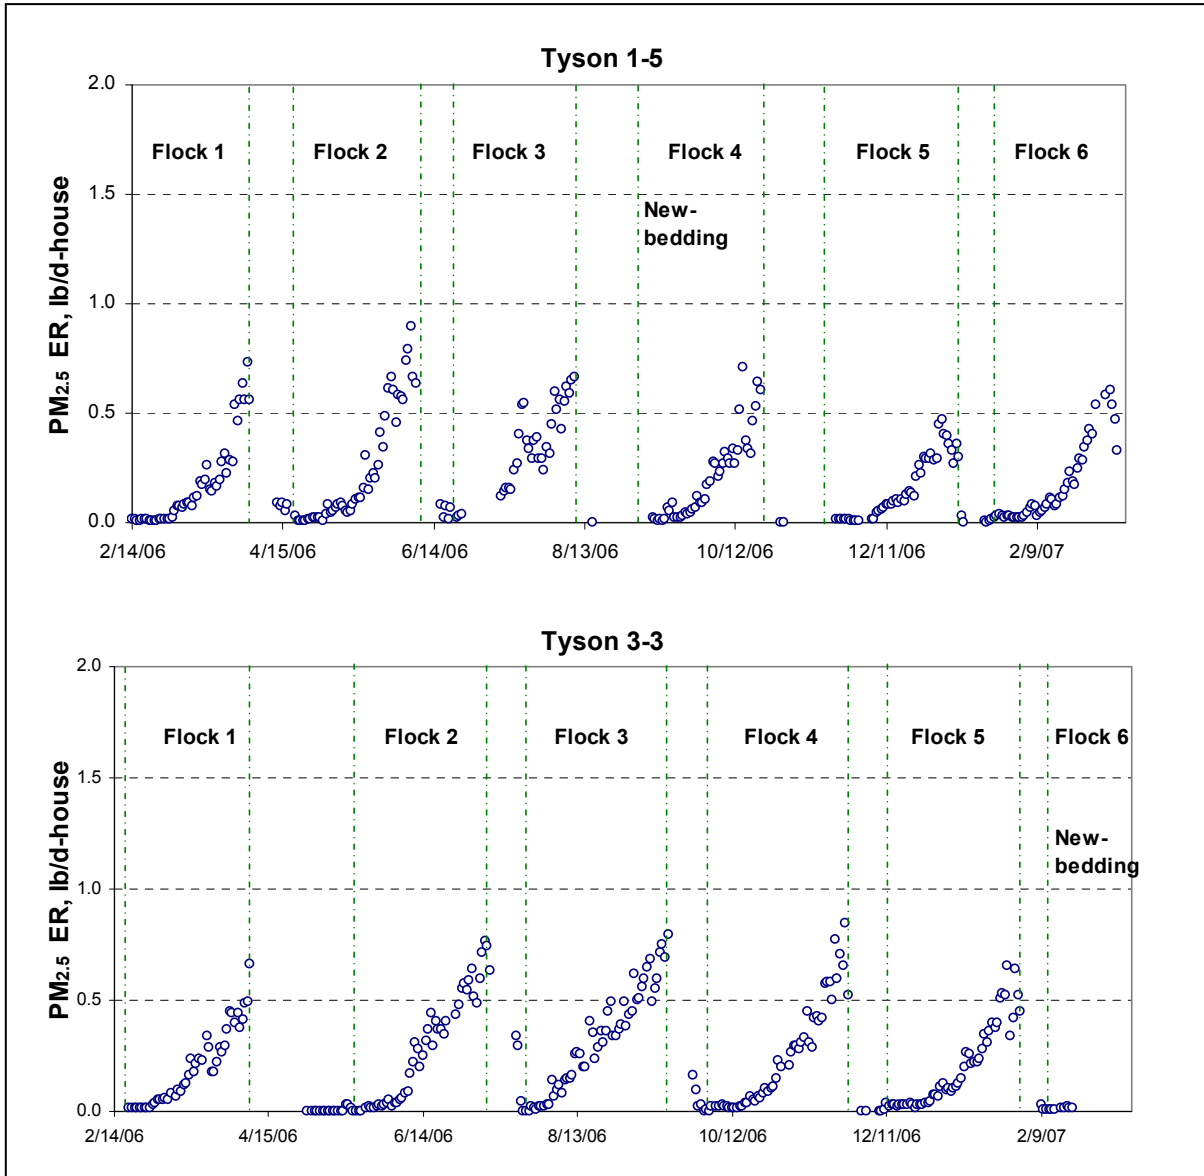 Tyson 1-5
PM2.5 ER, lb/d-house
2.0
1.5
1.0
0.5
0.0
Flock 1
Flock 2
Flock 3
Flock 4
Flock 5
Flock 6
New-
bedding
2/14/06
4/15/06
6/14/06
8/13/06
10/12/06
12/11/06
2/9/07
Tyson 3-3
PM2.5 ER, lb/d-house
2.0
1.5
1.0
0.5
0.0
Flock 1
Flock 2
Flock 3
Flock 4
Flock 5
Flock 6
New-
bedding
2/14/06
4/15/06
6/14/06
8/13/06
10/12/06
12/11/06
2/9/07